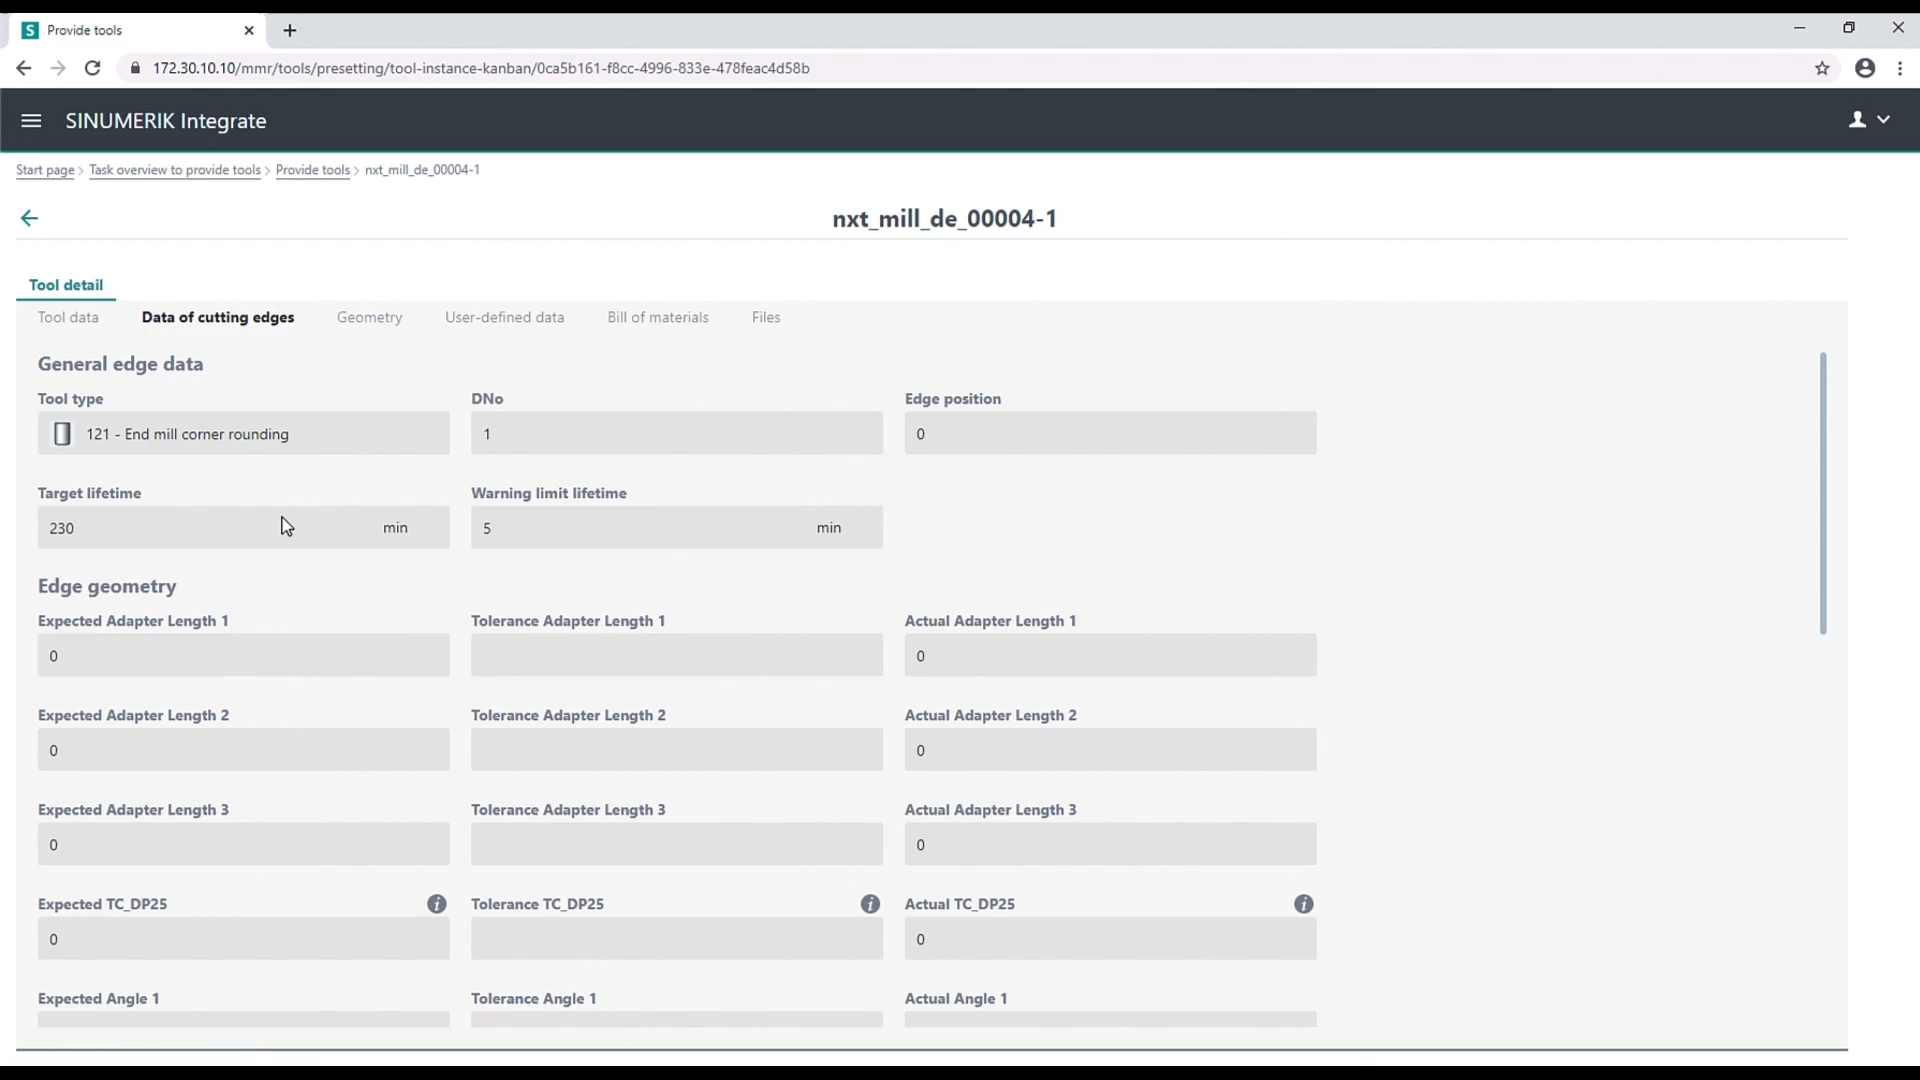 S Provide tools
172.30.10.10/mmr/tools/presetting/tool-instance-kanban/0ca5b161-f8cc-4996-833e-478feac4d58b
SINUMERIK Integrate
Start page > Task overview to provide tools > Provide tools > nxt_mill_de_00004-1
nxt_mill_de_00004-1
Tool detail
Tool data Data of cutting edges Geometry User-defined data Bill of materials Files
General edge data
Tool type DNo Edge position
121 - End mill corner rounding 1 0
Target lifetime Warning limit lifetime
230 min 5 min
Edge geometry
Expected Adapter Length 1 Tolerance Adapter Length 1 Actual Adapter Length 1
0 0
Expected Adapter Length 2 Tolerance Adapter Length 2 Actual Adapter Length 2
0 0
Expected Adapter Length 3 Tolerance Adapter Length 3 Actual Adapter Length 3
0 0
Expected TC_DP25 i Tolerance TC_DP25 i Actual TC_DP25 i
0 0
Expected Angle 1 Tolerance Angle 1 Actual Angle 1